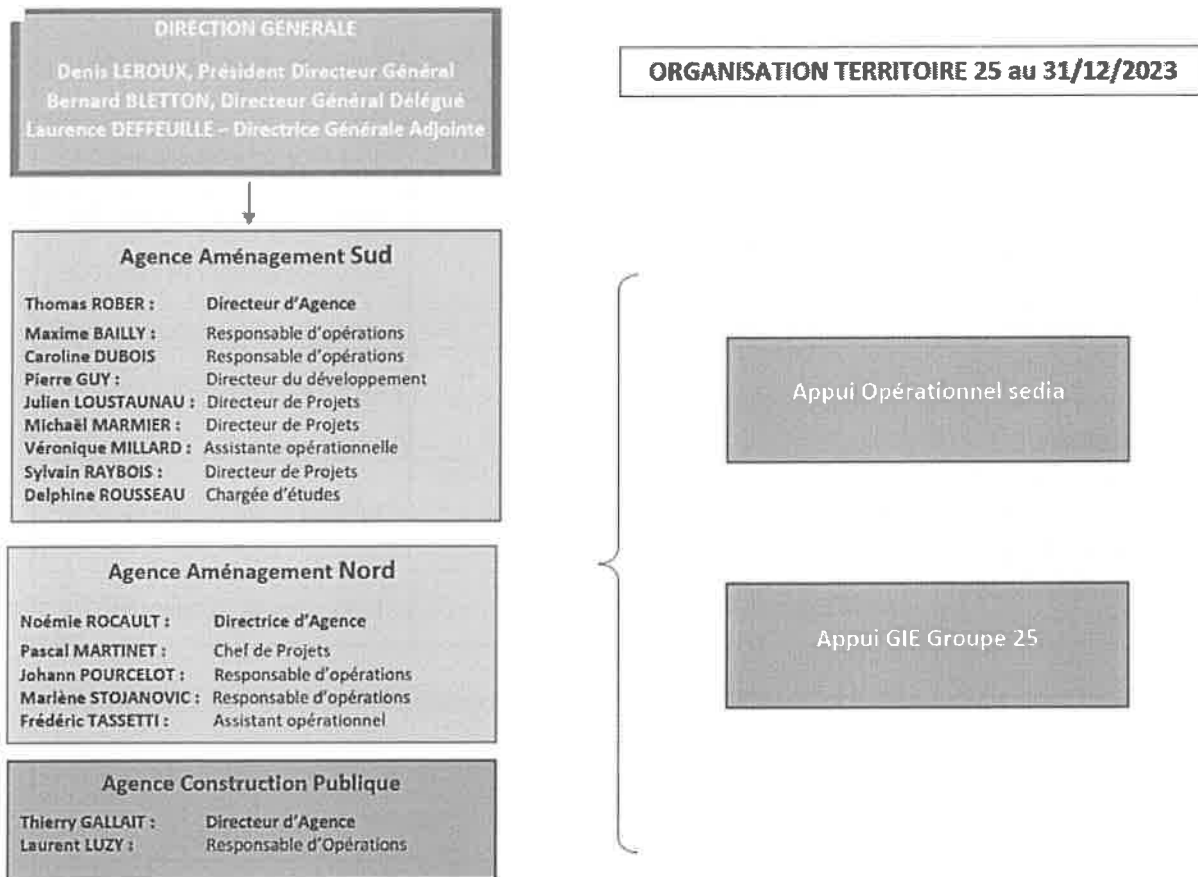 DIRECTION GENERALE
Denis LEROUX, Président Directeur Général
Bernard BLETTON, Directeur Général Délégué
Laurence DEFFEUILLE – Directrice Générale Adjointe
ORGANISATION TERRITOIRE 25 au 31/12/2023
Agence Aménagement Sud
Thomas ROBER : Directeur d'Agence
Maxime BAILLY : Responsable d'opérations
Caroline DUBOIS Responsable d'opérations
Pierre GUY : Directeur du développement
Julien LOUSTAUNAU : Directeur de Projets
Michaël MARMIER : Directeur de Projets
Véronique MILLARD : Assistante opérationnelle
Sylvain RAYBOIS : Directeur de Projets
Delphine ROUSSEAU Chargée d'études
Agence Aménagement Nord
Noémie ROCAULT : Directrice d'Agence
Pascal MARTINET : Chef de Projets
Johann POURCELOT : Responsable d'opérations
Marlène STOJANOVIC : Responsable d'opérations
Frédéric TASSETTI : Assistant opérationnel
Agence Construction Publique
Thierry GALLAIT : Directeur d'Agence
Laurent LUZY : Responsable d'Opérations
Appui Opérationnel sedia
Appui GIE Groupe 25